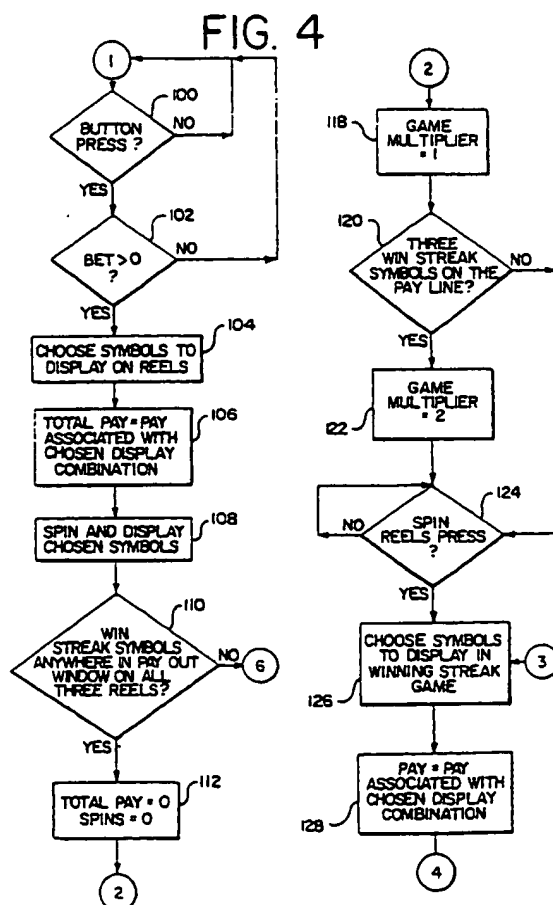 FIG. 4
1
100
BUTTON
PRESS ?
NO
YES
102
BET > 0
?
NO
YES
104
CHOOSE SYMBOLS TO
DISPLAY ON REELS
106
TOTAL PAY = PAY
ASSOCIATED WITH
CHOSEN DISPLAY
COMBINATION
108
SPIN AND DISPLAY
CHOSEN SYMBOLS
110
WIN
STREAK SYMBOLS
ANYWHERE IN PAY OUT
WINDOW ON ALL
THREE REELS?
NO
6
YES
112
TOTAL PAY = 0
SPINS = 0
2
2
118
GAME
MULTIPLIER
= 1
120
THREE
WIN STREAK
SYMBOLS ON THE
PAY LINE?
NO
YES
GAME
MULTIPLIER
= 2
122
124
SPIN
REELS PRESS
?
NO
YES
CHOOSE SYMBOLS
TO DISPLAY IN
WINNING STREAK
GAME
3
126
PAY = PAY
ASSOCIATED WITH
CHOSEN DISPLAY
COMBINATION
128
4